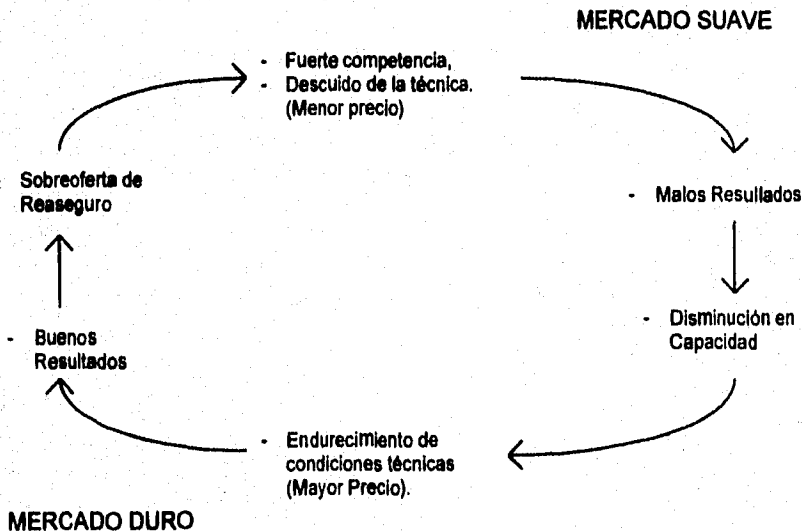 MERCADO SUAVE
- Fuerte competencia,
- Descuido de la técnica.
(Menor precio)
- Malos Resullados
- Disminución en
Capacidad
- Endurecimiento de
condiciones técnicas
(Mayor Precio).
- Buenos
Resultados
Sobreoferta de
Reaseguro
MERCADO DURO